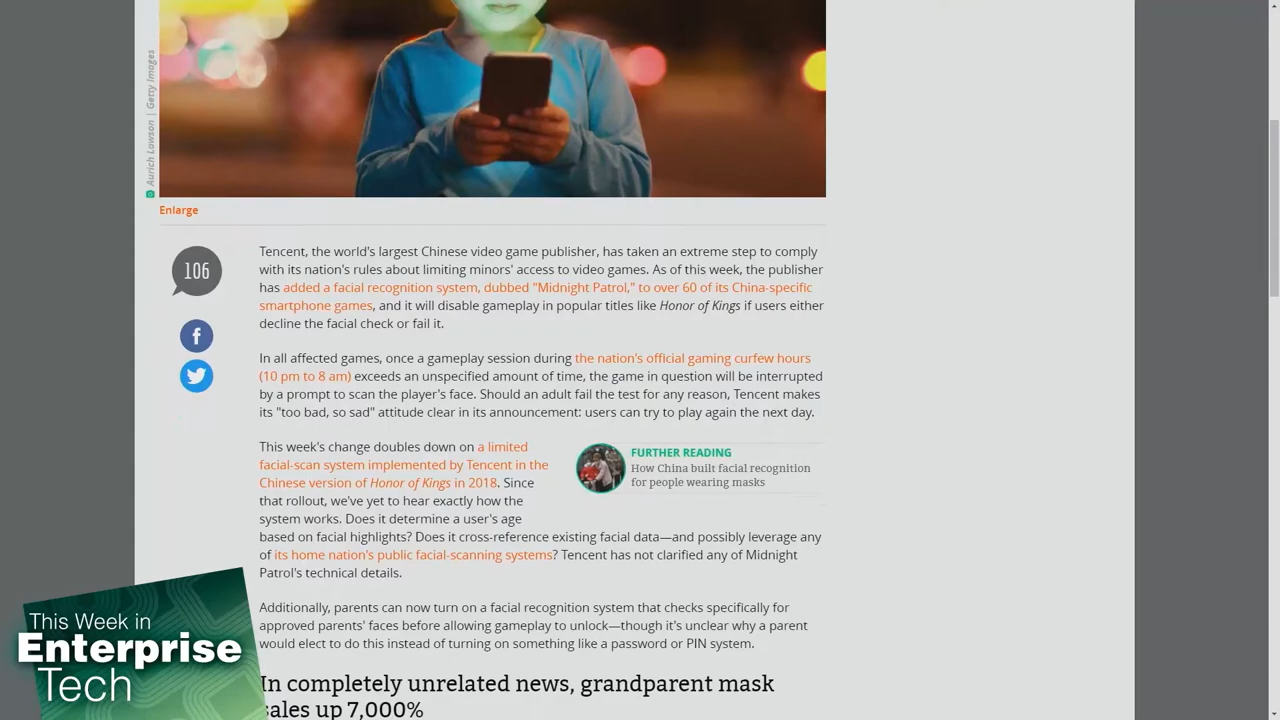 Aurich Lawson | Getty Images
Enlarge
106
Tencent, the world's largest Chinese video game publisher, has taken an extreme step to comply
with its nation's rules about limiting minors' access to video games. As of this week, the publisher
has added a facial recognition system, dubbed "Midnight Patrol," to over 60 of its China-specific
smartphone games, and it will disable gameplay in popular titles like Honor of Kings if users either
decline the facial check or fail it.
In all affected games, once a gameplay session during the nation's official gaming curfew hours
(10 pm to 8 am) exceeds an unspecified amount of time, the game in question will be interrupted
by a prompt to scan the player's face. Should an adult fail the test for any reason, Tencent makes
its "too bad, so sad" attitude clear in its announcement: users can try to play again the next day.
This week's change doubles down on a limited
facial-scan system implemented by Tencent in the
Chinese version of Honor of Kings in 2018. Since
that rollout, we've yet to hear exactly how the
system works. Does it determine a user's age
based on facial highlights? Does it cross-reference existing facial data—and possibly leverage any
of its home nation's public facial-scanning systems? Tencent has not clarified any of Midnight
Patrol's technical details.
FURTHER READING
How China built facial recognition
for people wearing masks
Additionally, parents can now turn on a facial recognition system that checks specifically for
approved parents' faces before allowing gameplay to unlock—though it's unclear why a parent
would elect to do this instead of turning on something like a password or PIN system.
In completely unrelated news, grandparent mask
sales up 7,000%
This Week in
Enterprise
Tech